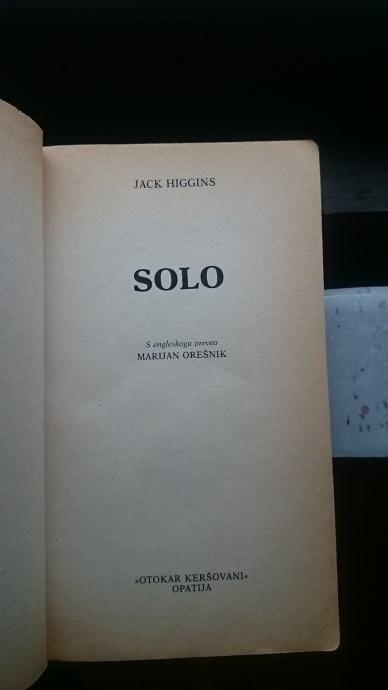 JACK HIGGINS
SOLO
S engleskoga preveo
MARIJAN OREŠNIK
»OTOKAR KERŠOVANI«
OPATIJA